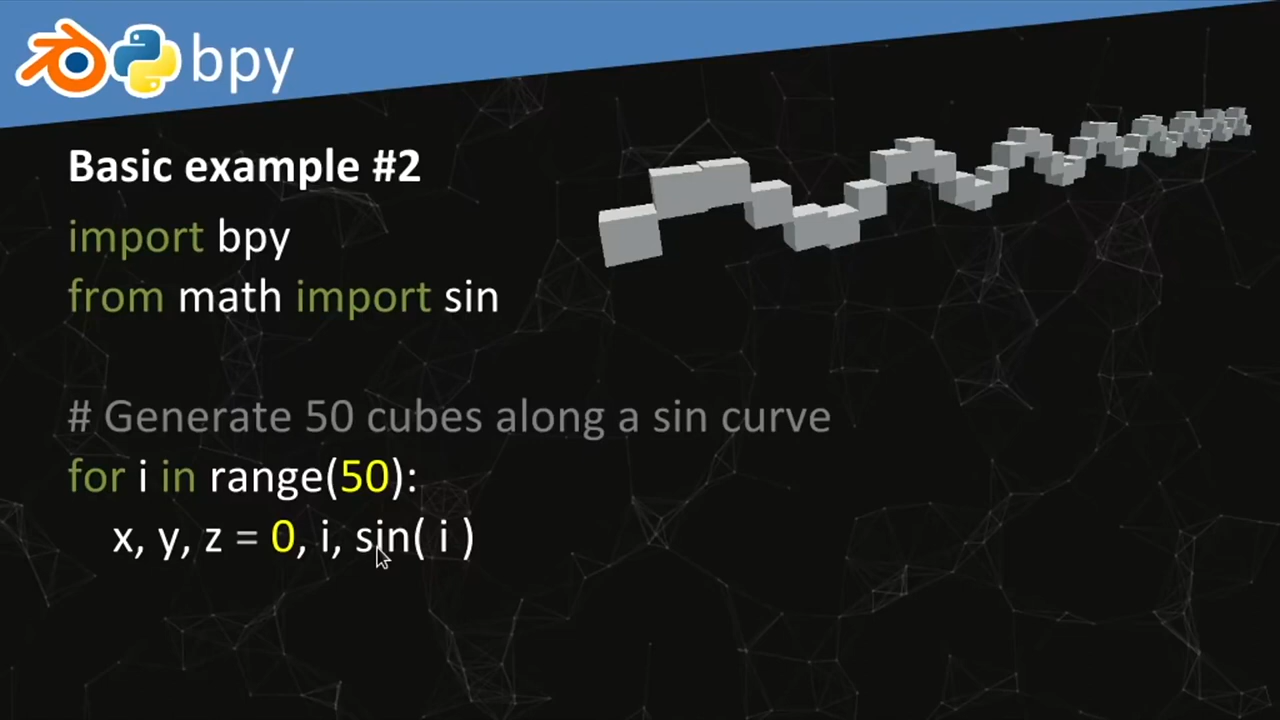 bpy
Basic example #2
import bpy
from math import sin
# Generate 50 cubes along a sin curve
for i in range(50):
x, y, z = 0, i, sin( i )